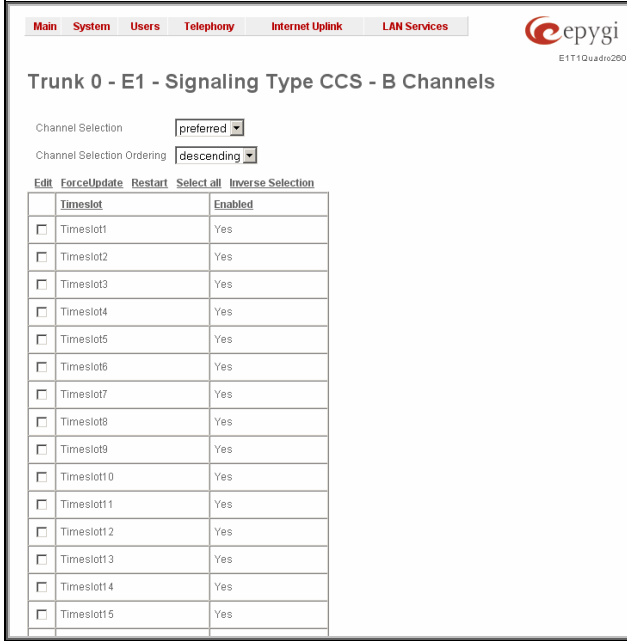 Main System Users Telephony Internet Uplink LAN Services
epygi
E1T1Quadro260
Trunk 0 - E1 - Signaling Type CCS - B Channels
Channel Selection preferred
Channel Selection Ordering descending
Edit ForceUpdate Restart Select all Inverse Selection
Timeslot Enabled
Timeslot1 Yes
Timeslot2 Yes
Timeslot3 Yes
Timeslot4 Yes
Timeslot5 Yes
Timeslot6 Yes
Timeslot7 Yes
Timeslot8 Yes
Timeslot9 Yes
Timeslot10 Yes
Timeslot11 Yes
Timeslot12 Yes
Timeslot13 Yes
Timeslot14 Yes
Timeslot15 Yes